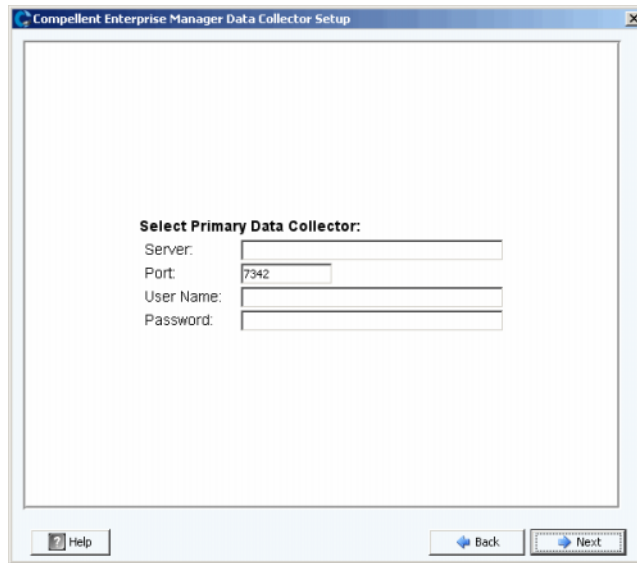 Compellent Enterprise Manager Data Collector Setup
Select Primary Data Collector:
Server:
Port: 7342
User Name:
Password:
? Help
Back
Next